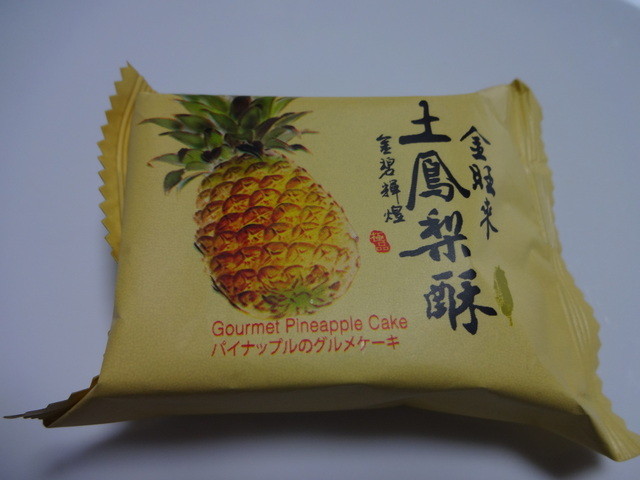 金旺來
土鳳梨酥
金碧輝煌
Gourmet Pineapple Cake
パイナップルのグルメケーキ